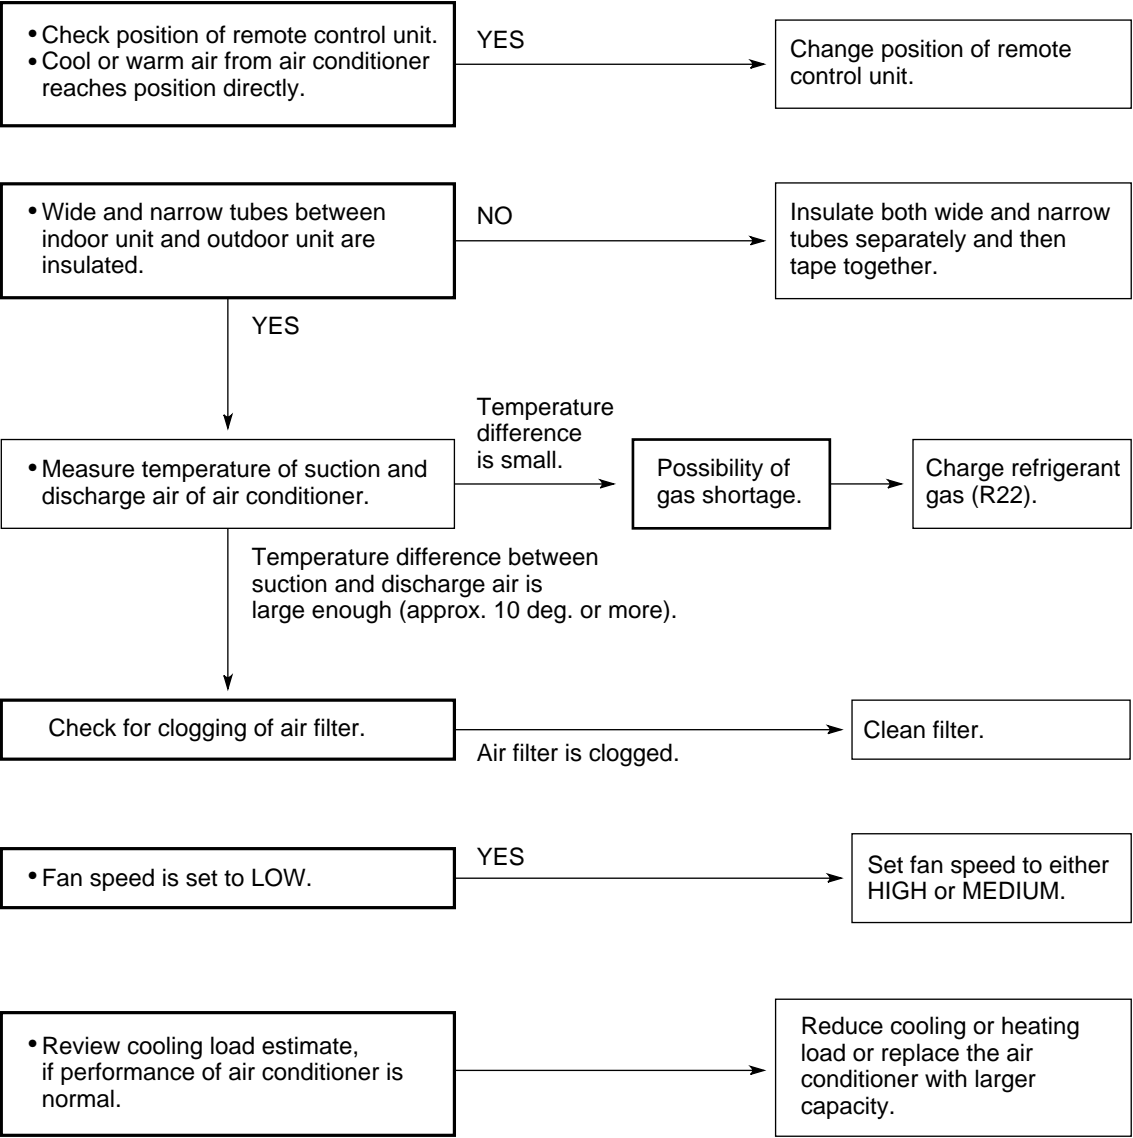 • Check position of remote control unit.
• Cool or warm air from air conditioner
reaches position directly.
YES
Change position of remote
control unit.
• Wide and narrow tubes between
indoor unit and outdoor unit are
insulated.
NO
Insulate both wide and narrow
tubes separately and then
tape together.
YES
• Measure temperature of suction and
discharge air of air conditioner.
Temperature
difference
is small.
Possibility of
gas shortage.
Charge refrigerant
gas (R22).
Temperature difference between
suction and discharge air is
large enough (approx. 10 deg. or more).
Check for clogging of air filter.
Air filter is clogged.
Clean filter.
• Fan speed is set to LOW.
YES
Set fan speed to either
HIGH or MEDIUM.
• Review cooling load estimate,
if performance of air conditioner is
normal.
Reduce cooling or heating
load or replace the air
conditioner with larger
capacity.